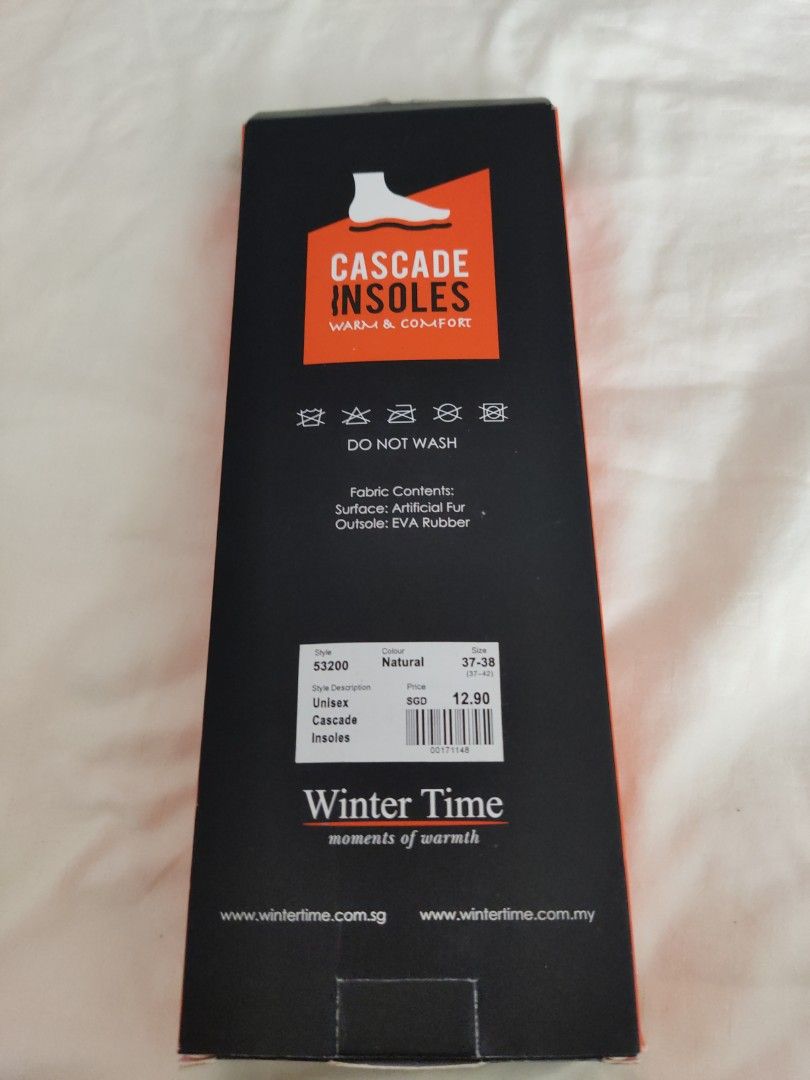 CASCADE
INSOLES
WARM & COMFORT
DO NOT WASH
Fabric Contents:
Surface: Artificial Fur
Outsole: EVA Rubber
Style Colour Size
53200 Natural 37-38
(37-42)
Style Description Price
Unisex SGD 12.90
Cascade
Insoles
00171148
Winter Time
moments of warmth
www.wintertime.com.sg www.wintertime.com.my